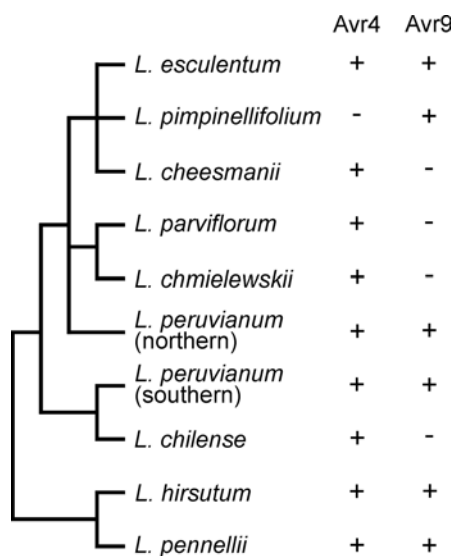 Avr4 Avr9
L. esculentum + +
L. pimpinellifolium - +
L. cheesmanii + -
L. parviflorum + -
L. chmielewskii + -
L. peruvianum
(northern) + +
L. peruvianum
(southern) + +
L. chilense + -
L. hirsutum + +
L. pennellii + +